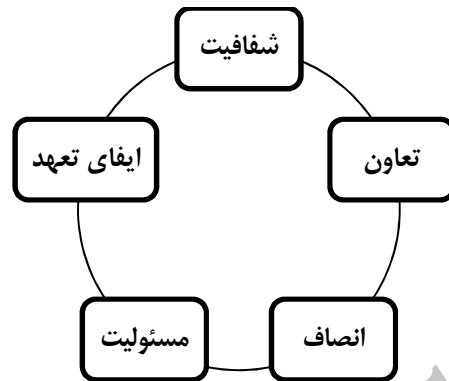 شفافیت
تعاون
ایفای تعهد
انصاف
مسئولیت